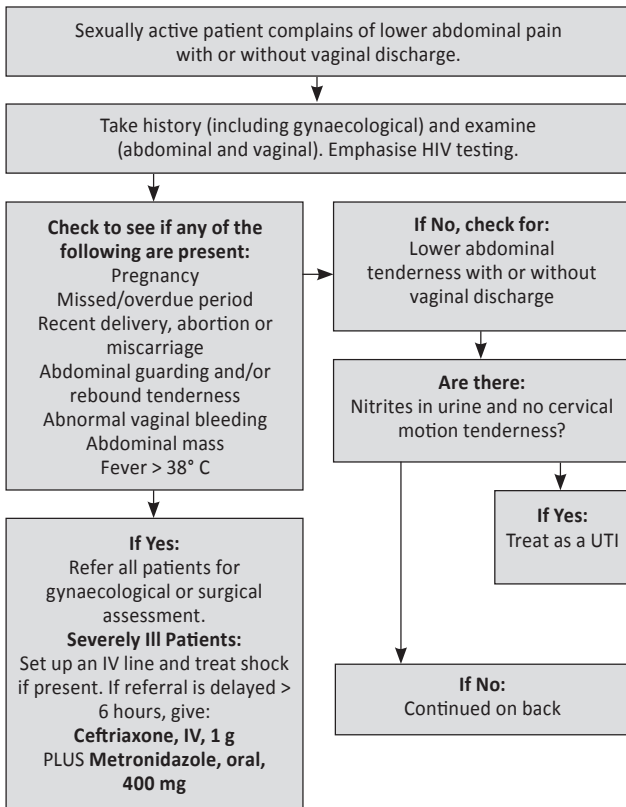 Sexually active patient complains of lower abdominal pain
with or without vaginal discharge.
Take history (including gynaecological) and examine
(abdominal and vaginal). Emphasise HIV testing.
Check to see if any of the
following are present:
Pregnancy
Missed/overdue period
Recent delivery, abortion or
miscarriage
Abdominal guarding and/or
rebound tenderness
Abnormal vaginal bleeding
Abdominal mass
Fever > 38° C
If No, check for:
Lower abdominal
tenderness with or without
vaginal discharge
Are there:
Nitrites in urine and no cervical
motion tenderness?
If Yes:
Treat as a UTI
If Yes:
Refer all patients for
gynaecological or surgical
assessment.
Severely Ill Patients:
Set up an IV line and treat shock
if present. If referral is delayed >
6 hours, give:
Ceftriaxone, IV, 1 g
PLUS Metronidazole, oral,
400 mg
If No:
Continued on back